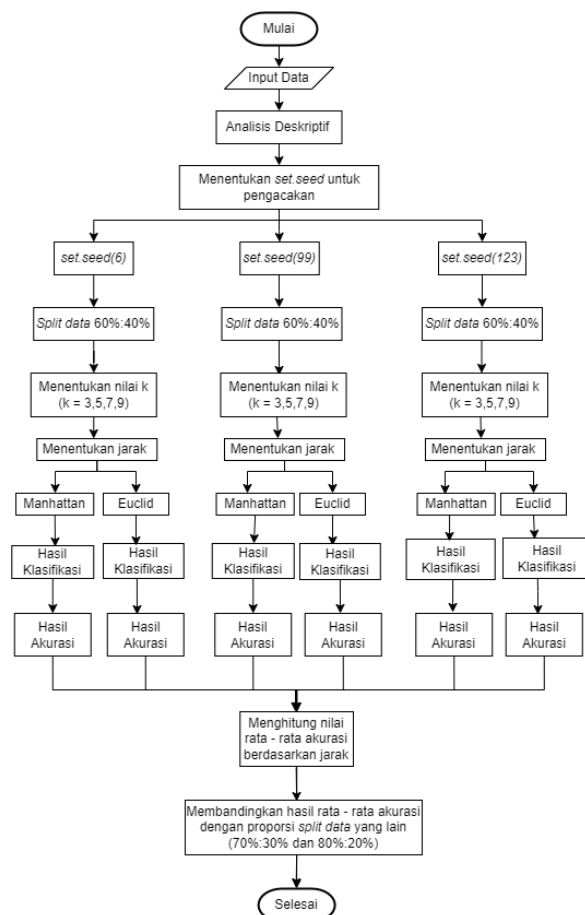 Mulai
Input Data
Analisis Deskriptif
Menentukan set.seed untuk
pengacakan
set.seed(6)
set.seed(99)
set.seed(123)
Split data 60%:40%
Split data 60%:40%
Split data 60%:40%
Menentukan nilai k
(k = 3,5,7,9)
Menentukan nilai k
(k = 3,5,7,9)
Menentukan nilai k
(k = 3,5,7,9)
Menentukan jarak
Menentukan jarak
Menentukan jarak
Manhattan
Euclid
Manhattan
Euclid
Manhattan
Euclid
Hasil
Klasifikasi
Hasil
Klasifikasi
Hasil
Klasifikasi
Hasil
Klasifikasi
Hasil
Klasifikasi
Hasil
Klasifikasi
Hasil
Akurasi
Hasil
Akurasi
Hasil
Akurasi
Hasil
Akurasi
Hasil
Akurasi
Hasil
Akurasi
Menghitung nilai
rata - rata akurasi
berdasarkan jarak
Membandingkan hasil rata - rata akurasi
dengan proporsi split data yang lain
(70%:30% dan 80%:20%)
Selesai